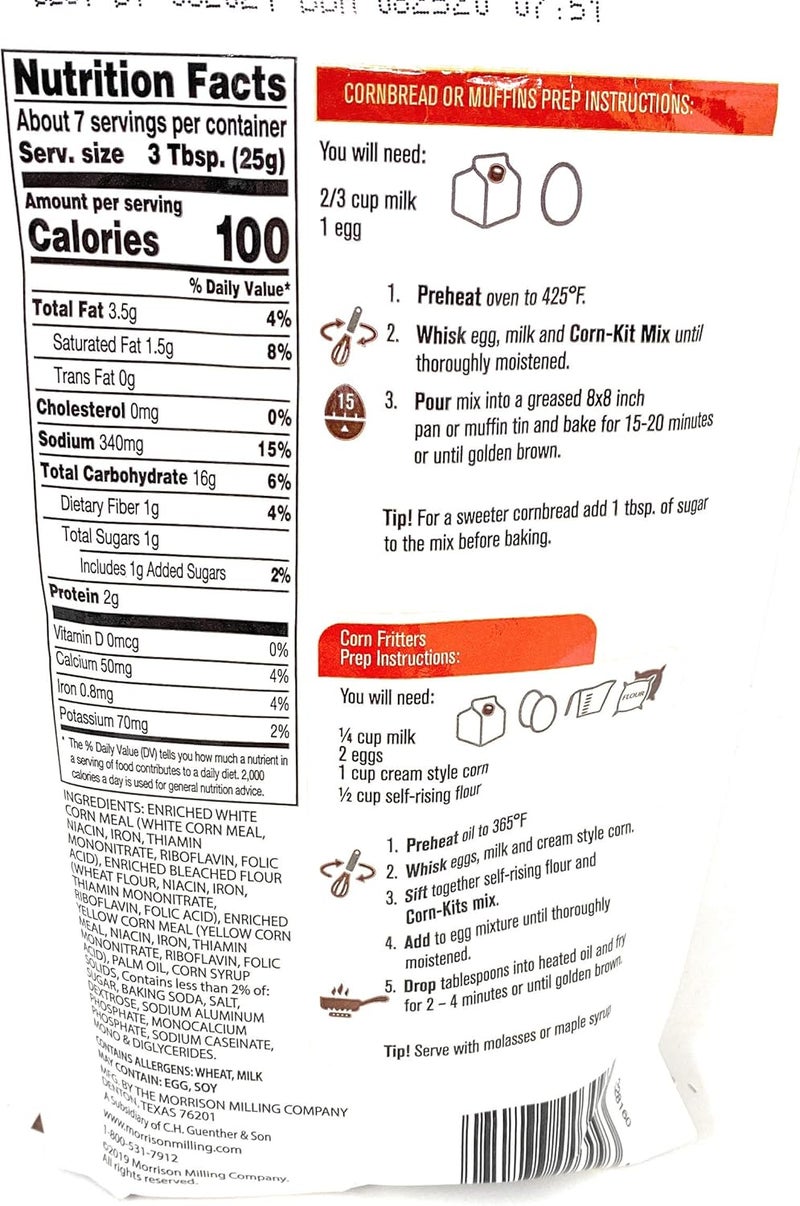 07:51
Nutrition Facts
About 7 servings per container
Serv. size 3 Tbsp. (25g)
Amount per serving
Calories 100
% Daily Value*
Total Fat 3.5g 4%
Saturated Fat 1.5g 8%
Trans Fat 0g
Cholesterol 0mg 0%
Sodium 340mg 15%
Total Carbohydrate 16g 6%
Dietary Fiber 1g 4%
Total Sugars 1g
Includes 1g Added Sugars 2%
Protein 2g
Vitamin D 0mcg 0%
Calcium 50mg 4%
Iron 0.8mg 4%
Potassium 70mg 2%
* The % Daily Value (DV) tells you how much a nutrient in
a serving of food contributes to a daily diet. 2,000
calories a day is used for general nutrition advice.
INGREDIENTS: ENRICHED WHITE
CORN MEAL (WHITE CORN MEAL,
NIACIN, IRON, THIAMIN
MONONITRATE, RIBOFLAVIN, FOLIC
ACID), ENRICHED BLEACHED FLOUR
(WHEAT FLOUR, NIACIN, IRON,
THIAMIN MONONITRATE,
RIBOFLAVIN, FOLIC ACID), ENRICHED
YELLOW CORN MEAL (YELLOW CORN
MEAL, NIACIN, IRON, THIAMIN
MONONITRATE, RIBOFLAVIN, FOLIC
ACID), PALM OIL, CORN SYRUP
SOLIDS, Contains less than 2% of:
SUGAR, BAKING SODA, SALT,
DEXTROSE, SODIUM ALUMINUM
PHOSPHATE, MONOCALCIUM
PHOSPHATE, SODIUM CASEINATE,
MONO & DIGLYCERIDES.
CONTAINS ALLERGENS: WHEAT, MILK
MAY CONTAIN: EGG, SOY
MFG. BY THE MORRISON MILLING COMPANY
DENTON, TEXAS 76201
A Subsidiary of C.H. Guenther & Son
www.morrisonmilling.com
1-800-531-7912
©2019 Morrison Milling Company.
All rights reserved.
CORNBREAD OR MUFFINS PREP INSTRUCTIONS:
You will need:
2/3 cup milk
1 egg
1. Preheat oven to 425°F.
2. Whisk egg, milk and Corn-Kit Mix until
thoroughly moistened.
15
3. Pour mix into a greased 8x8 inch
pan or muffin tin and bake for 15-20 minutes
or until golden brown.
Tip! For a sweeter cornbread add 1 tbsp. of sugar
to the mix before baking.
Corn Fritters
Prep Instructions:
You will need:
FLOUR
¼ cup milk
2 eggs
1 cup cream style corn
½ cup self-rising flour
1. Preheat oil to 365°F
2. Whisk eggs, milk and cream style corn.
3. Sift together self-rising flour and
Corn-Kits mix.
4. Add to egg mixture until thoroughly
moistened.
5. Drop tablespoons into heated oil and fry
for 2 – 4 minutes or until golden brown.
Tip! Serve with molasses or maple syrup